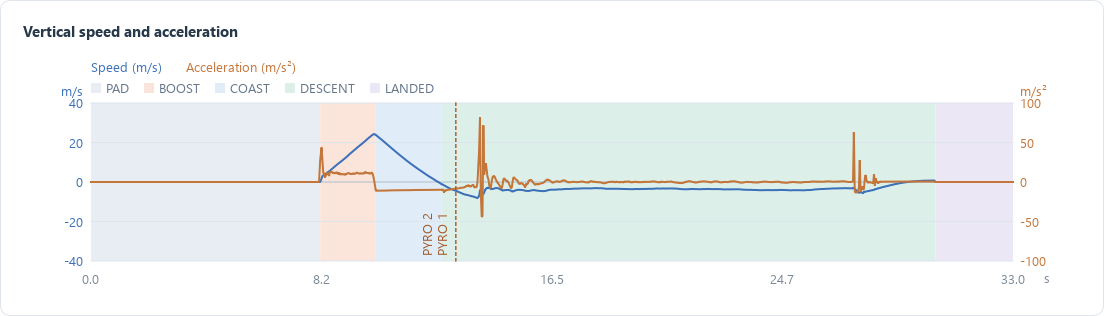 Vertical speed and acceleration
Speed (m/s) Acceleration (m/s²)
PAD BOOST COAST DESCENT LANDED
m/s m/s²
40 100
20 50
0 0
-20 -50
-40 -100
PYRO 2
PYRO 1
0.0 8.2 16.5 24.7 33.0 s